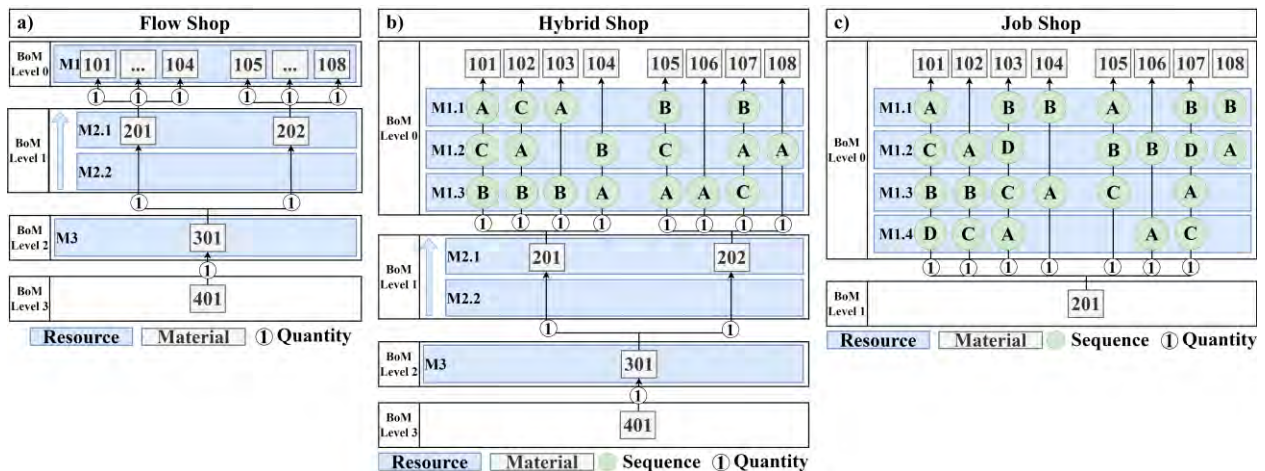 a) Flow Shop
BoM Level 0
M1 101 ... 104 105 ... 108
1 1 1 1 1 1
BoM Level 1
M2.1 201 202
M2.2
1 1
BoM Level 2
M3 301
1
BoM Level 3
401
Resource Material 1 Quantity
b) Hybrid Shop
BoM Level 0
101 102 103 104 105 106 107 108
M1.1 A C A B B
M1.2 C A B C A A
M1.3 B B B A A A C
1 1 1 1 1 1 1 1
BoM Level 1
M2.1 201 202
M2.2
1 1
BoM Level 2
M3 301
1
BoM Level 3
401
Resource Material Sequence 1 Quantity
c) Job Shop
BoM Level 0
101 102 103 104 105 106 107 108
M1.1 A B B A B B
M1.2 C A D B B D A
M1.3 B B C A C A
M1.4 D C A A C
1 1 1 1 1 1 1
BoM Level 1
201
Resource Material Sequence 1 Quantity